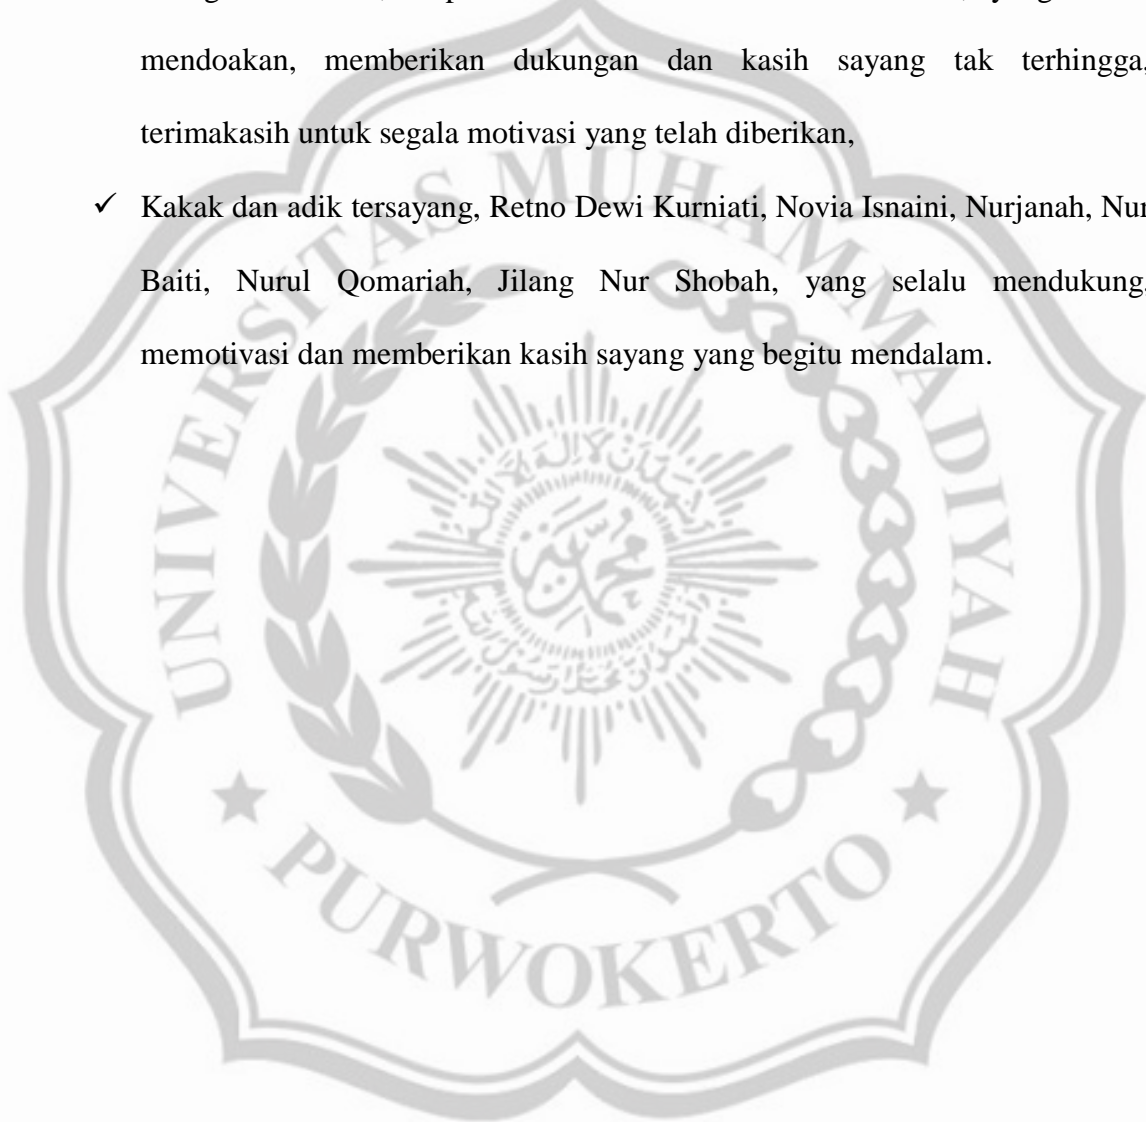 mendoakan, memberikan dukungan dan kasih sayang tak terhingga,
terimakasih untuk segala motivasi yang telah diberikan,
✓ Kakak dan adik tersayang, Retno Dewi Kurniati, Novia Isnaini, Nurjanah, Nur
Baiti, Nurul Qomariah, Jilang Nur Shobah, yang selalu mendukung,
memotivasi dan memberikan kasih sayang yang begitu mendalam.
UNIVERSITAS MUHAMMADIYAH
PURWOKERTO